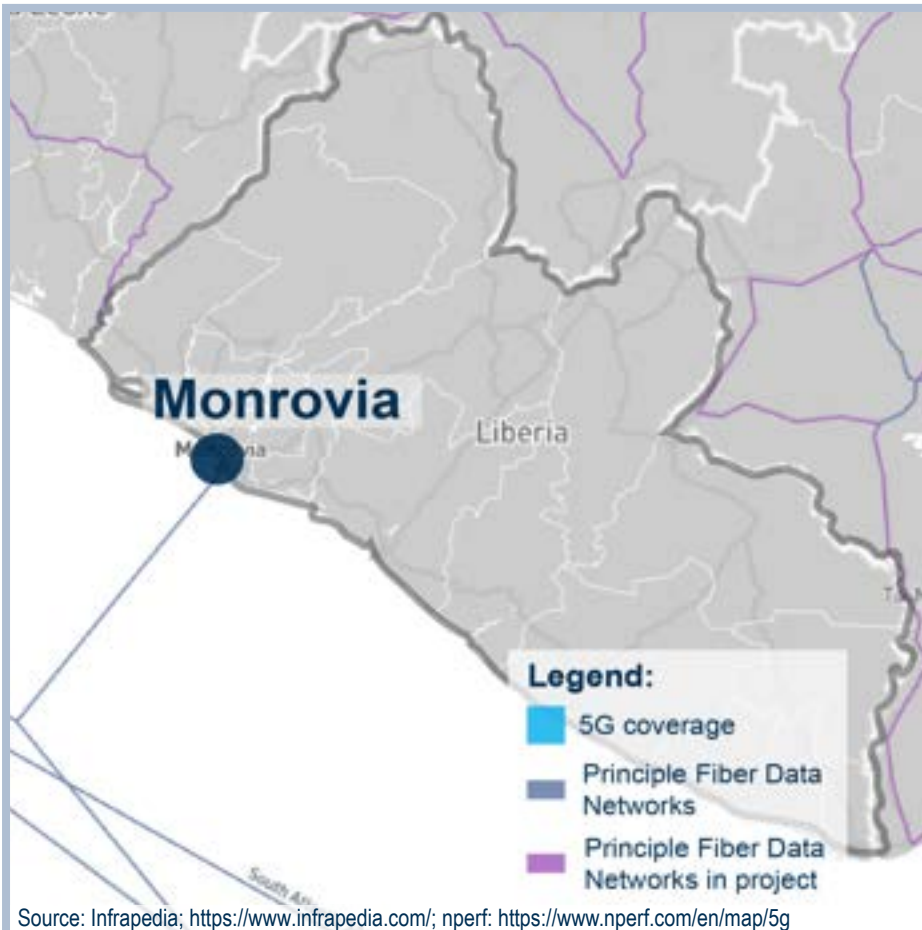 Monrovia
Liberia
Legend:
5G coverage
Principle Fiber Data
Networks
Principle Fiber Data
Networks in project
South
Source: Infrapedia; https://www.infrapedia.com/; nperf: https://www.nperf.com/en/map/5g